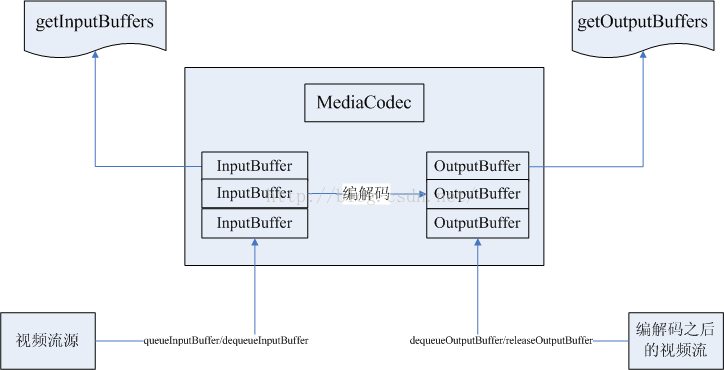 getInputBuffers
getOutputBuffers
MediaCodec
InputBuffer
OutputBuffer
InputBuffer
编解码
OutputBuffer
InputBuffer
OutputBuffer
视频流源
queueInputBuffer/dequeueInputBuffer
dequeueOutputBuffer/releaseOutputBuffer
编解码之后
的视频流